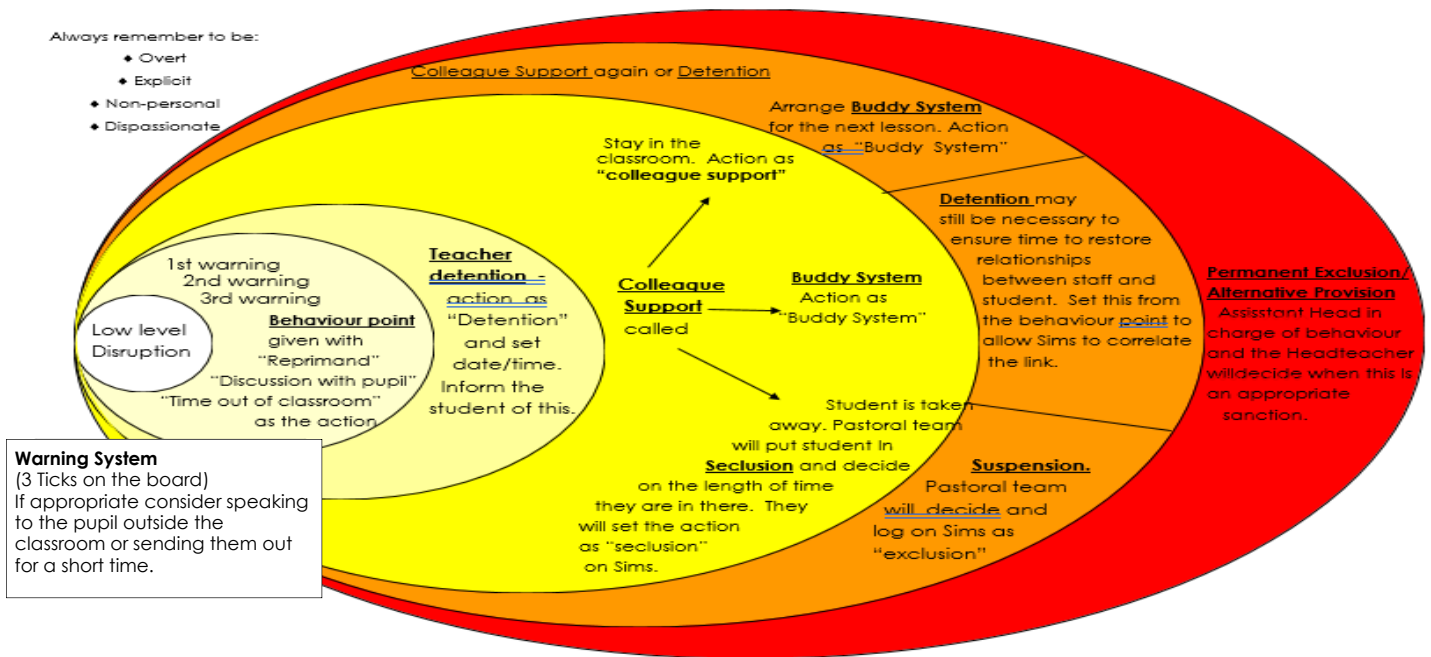 Always remember to be:
◆ Overt
◆ Explicit
◆ Non-personal
◆ Dispassionate
Colleague Support again or Detention
Arrange Buddy System
for the next lesson. Action
as "Buddy System"
Stay in the
classroom. Action as
"colleague support"
Detention may
still be necessary to
ensure time to restore
relationships
between staff and
student. Set this from
the behaviour point to
allow Sims to correlate
the link.
Permanent Exclusion/
Alternative Provision
Assisstant Head in
charge of behaviour
and the Headteacher
willdecide when this is
an appropriate
sanction.
1st warning
2nd warning
3rd warning
Behaviour point
given with
"Reprimand"
"Discussion with pupil"
"Time out of classroom"
as the action
Low level
Disruption
Teacher
detention -
action as
"Detention"
and set
date/time.
Inform the
student of this.
Colleague
Support
called
Buddy System
Action as
"Buddy System"
Student is taken
away. Pastoral team
will put student in
Seclusion and decide
on the length of time
they are in there. They
will set the action
as "seclusion"
on Sims.
Suspension.
Pastoral team
will decide and
log on Sims as
"exclusion"
Warning System
(3 Ticks on the board)
If appropriate consider speaking
to the pupil outside the
classroom or sending them out
for a short time.